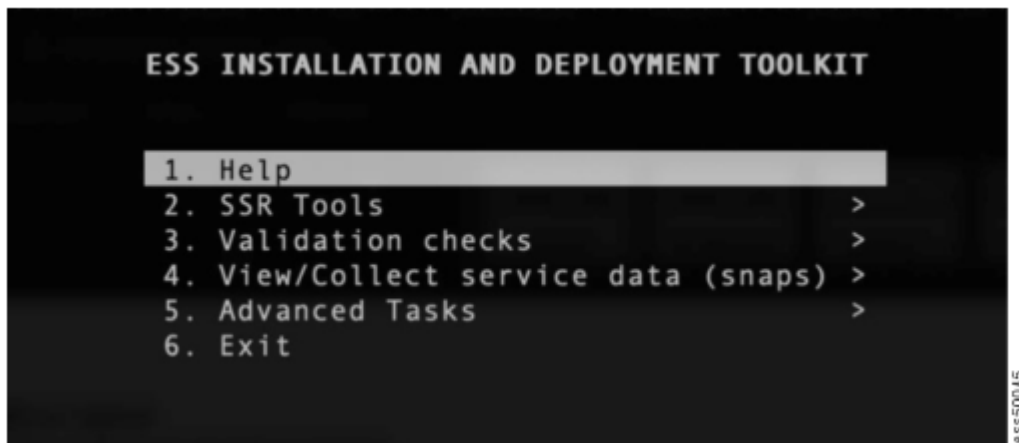 ESS INSTALLATION AND DEPLOYMENT TOOLKIT
1. Help
2. SSR Tools >
3. Validation checks >
4. View/Collect service data (snaps) >
5. Advanced Tasks >
6. Exit